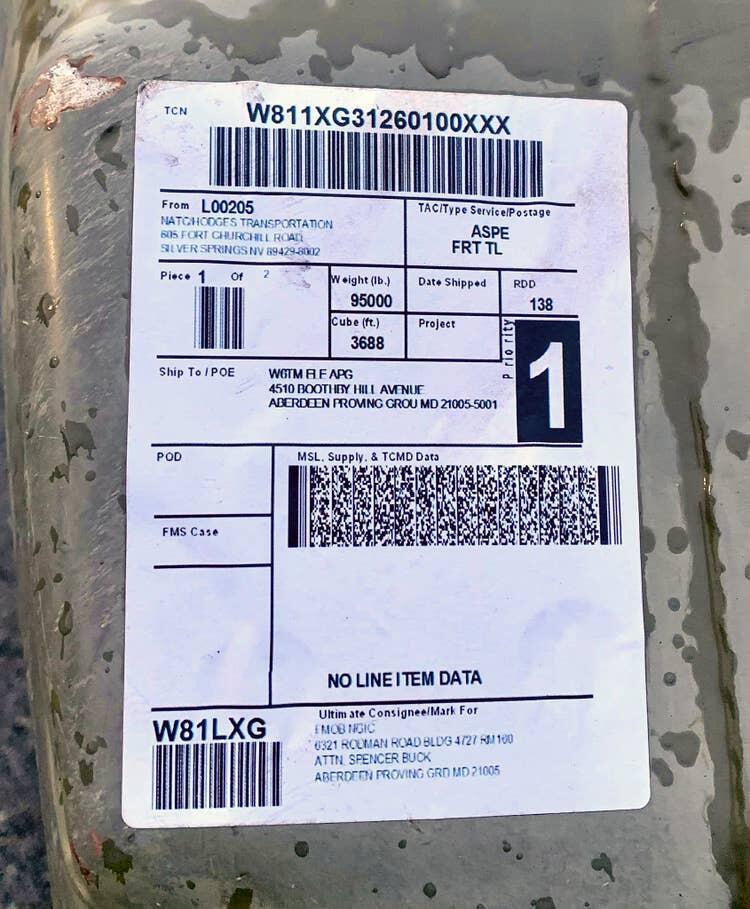 TCN W811XG31260100XXX
From L00205
NATC/HODGES TRANSPORTATION
605 FORT CHURCHILL ROAD
SILVER SPRINGS NV 89429-8002
TAC/Type Service/Postage
ASPE
FRT TL
Piece 1 Of 2
Weight (lb.)
95000
Date Shipped
RDD
138
Cube (ft.)
3688
Project
Priority
1
Ship To / POE
W6TM FLE APG
4510 BOOTHBY HILL AVENUE
ABERDEEN PROVING GROU MD 21005-5001
POD
MSL, Supply, & TCMD Data
FMS Case
NO LINE ITEM DATA
W81LXG
Ultimate Consignee/Mark For
FMOB NGIC
6321 RODMAN ROAD BLDG 4727 RM 100
ATTN. SPENCER BUCK
ABERDEEN PROVING GRD MD 21005